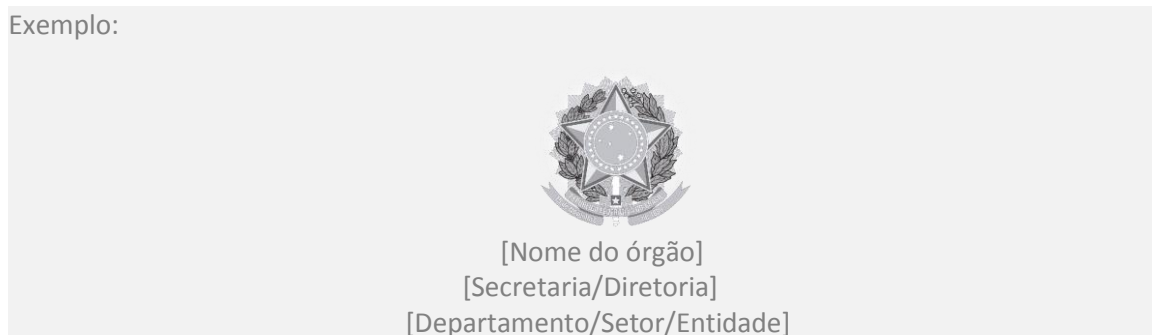 Exemplo:
[Nome do órgão]
[Secretaria/Diretoria]
[Departamento/Setor/Entidade]